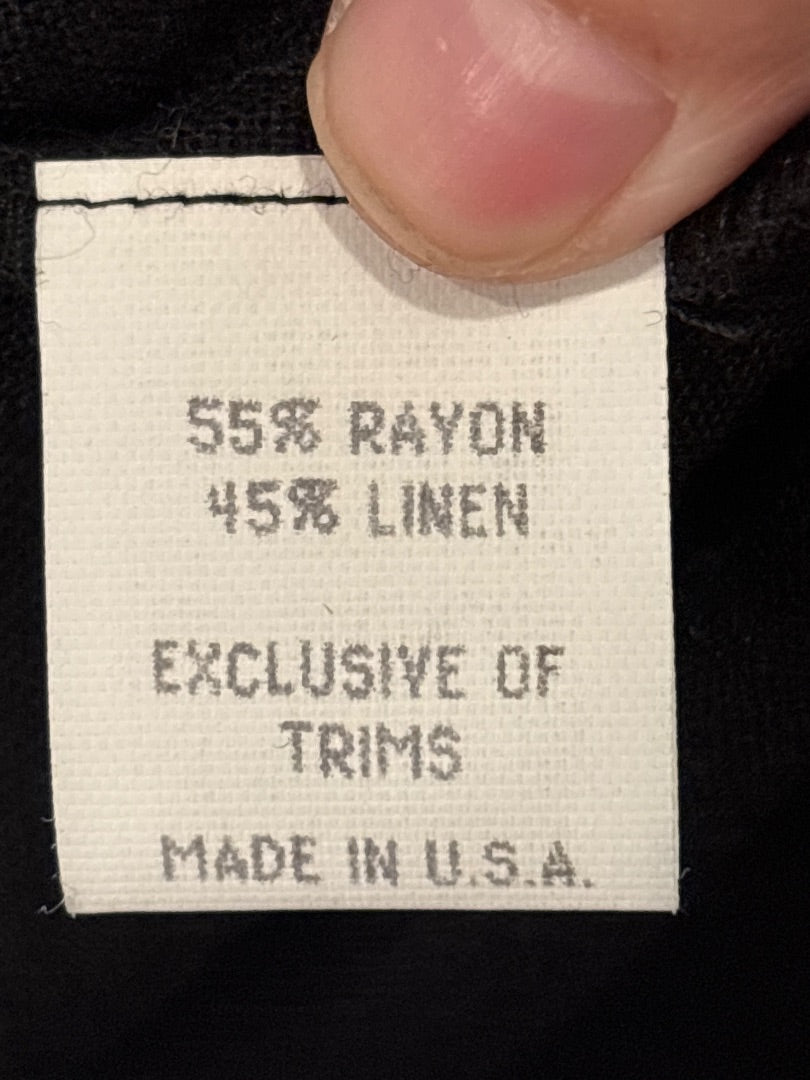 55% RAYON
45% LINEN
EXCLUSIVE OF
TRIMS
MADE IN U.S.A.